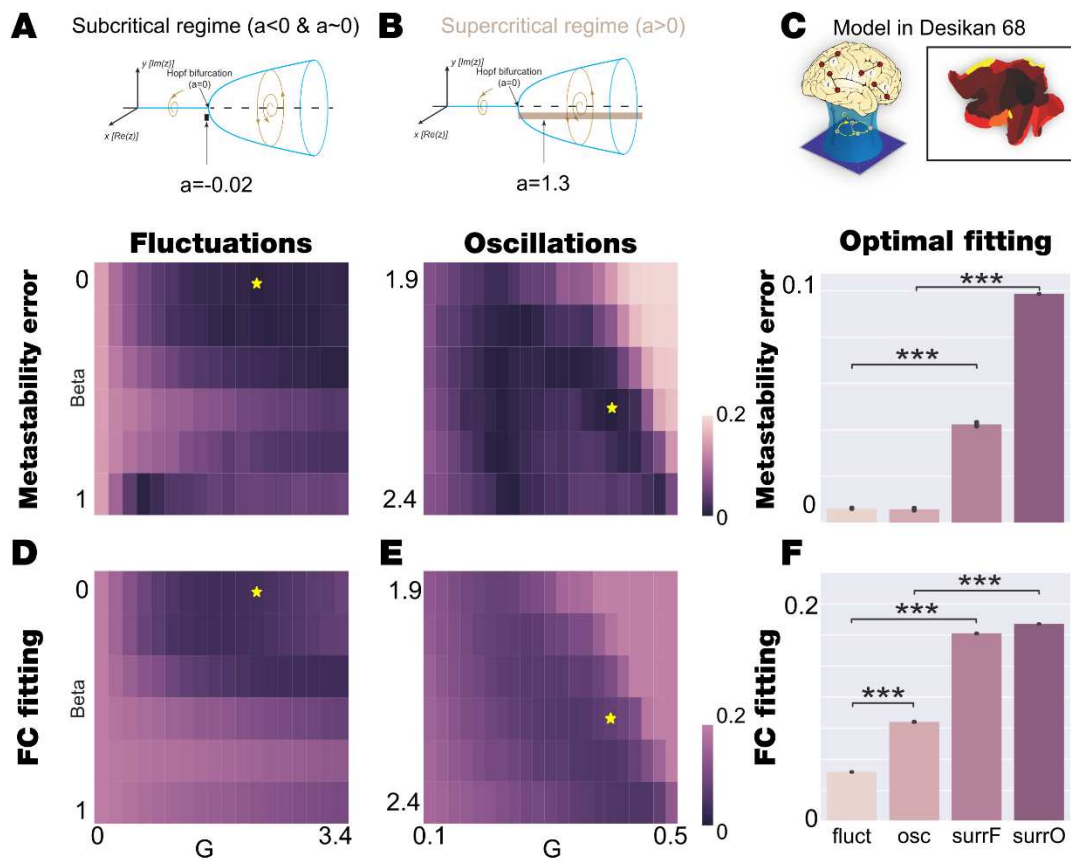 A
Subcritical regime (a<0 & a~0)
y [Im(z)]
Hopf bifurcation
(a=0)
x [Re(z)]
a=-0.02
B
Supercritical regime (a>0)
y [Im(z)]
Hopf bifurcation
(a=0)
x [Re(z)]
a=1.3
C
Model in Desikan 68
Fluctuations
Oscillations
Optimal fitting
Metastability error
Beta
0
1
1.9
2.4
0.2
0
Metastability error
0.1
0
***
***
D
FC fitting
Beta
0
1
0
3.4
G
E
1.9
2.4
0.1
0.5
G
0.2
0
F
FC fitting
0.2
0
***
***
***
fluct
osc
surrF
surrO